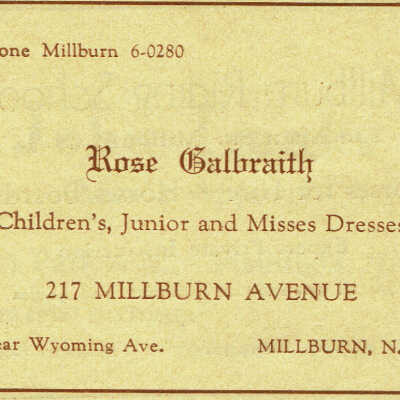 one Millburn 6-0280
Rose Galbraith
Children's, Junior and Misses Dresses
217 MILLBURN AVENUE
ear Wyoming Ave. MILLBURN, N.